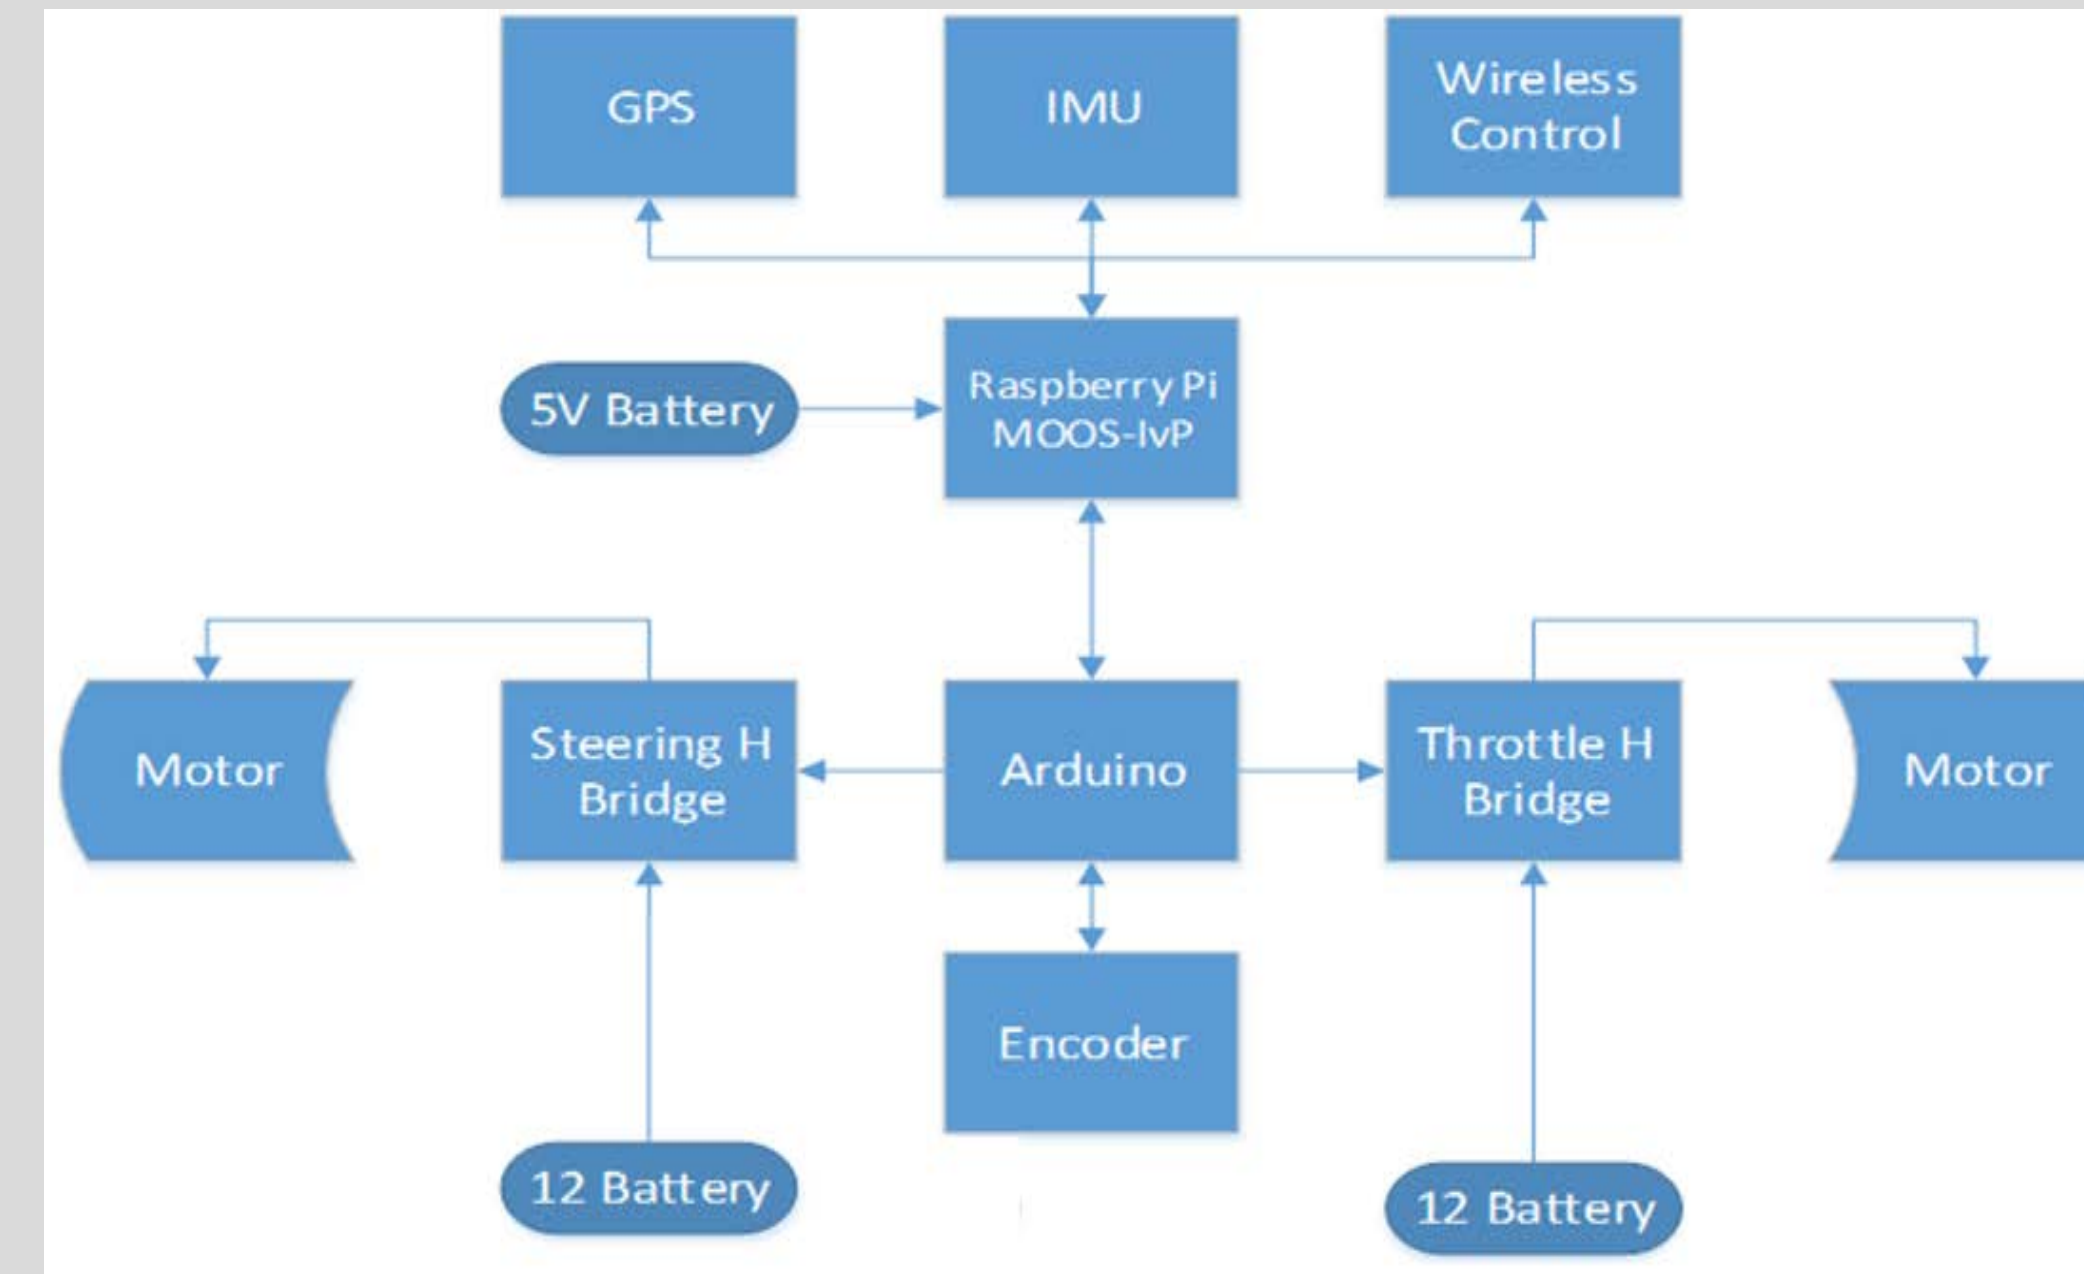 GPS
IMU
Wireless
Control
5V Battery
Raspberry Pi
MOOS-IvP
Motor
Steering H
Bridge
Arduino
Throttle H
Bridge
Motor
Encoder
12 Battery
12 Battery